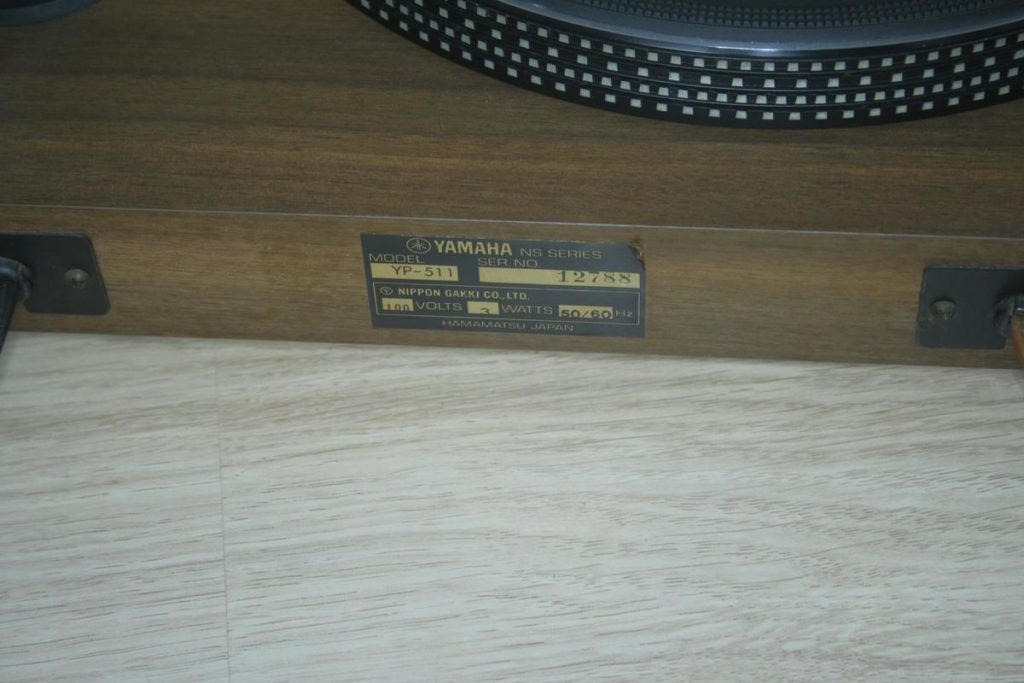 YAMAHA NS SERIES
MODEL SER. NO.
YP-511 12788
NIPPON GAKKI CO., LTD.
100 VOLTS 3 WATTS 50/60 Hz
HAMAMATSU JAPAN